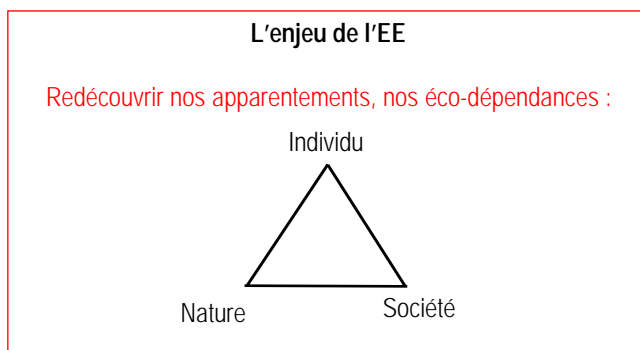 L'enjeu de l'EE
Redécouvrir nos apparentements, nos éco-dépendances :
Individu
Nature
Société